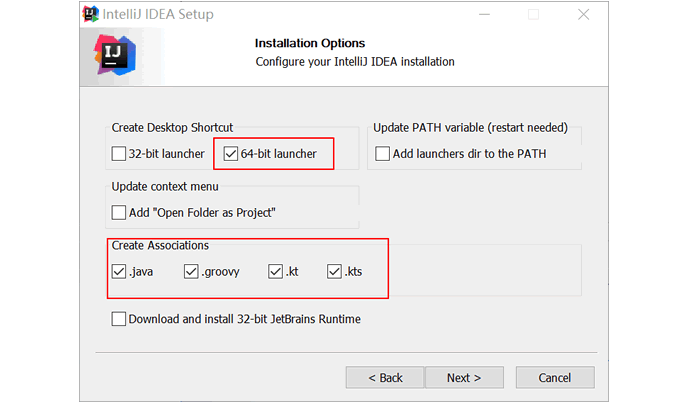 IntelliJ IDEA Setup
IJ
Installation Options
Configure your IntelliJ IDEA installation
Create Desktop Shortcut
32-bit launcher
64-bit launcher
Update PATH variable (restart needed)
Add launchers dir to the PATH
Update context menu
Add "Open Folder as Project"
Create Associations
.java
.groovy
.kt
.kts
Download and install 32-bit JetBrains Runtime
< Back
Next >
Cancel